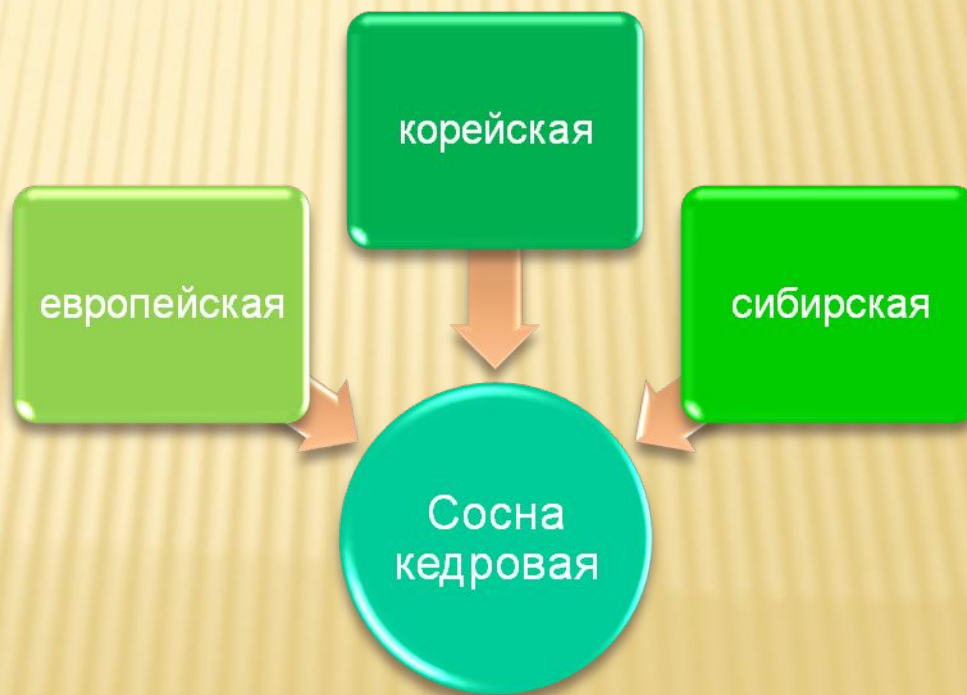 корейская
европейская
сибирская
Сосна
кедровая